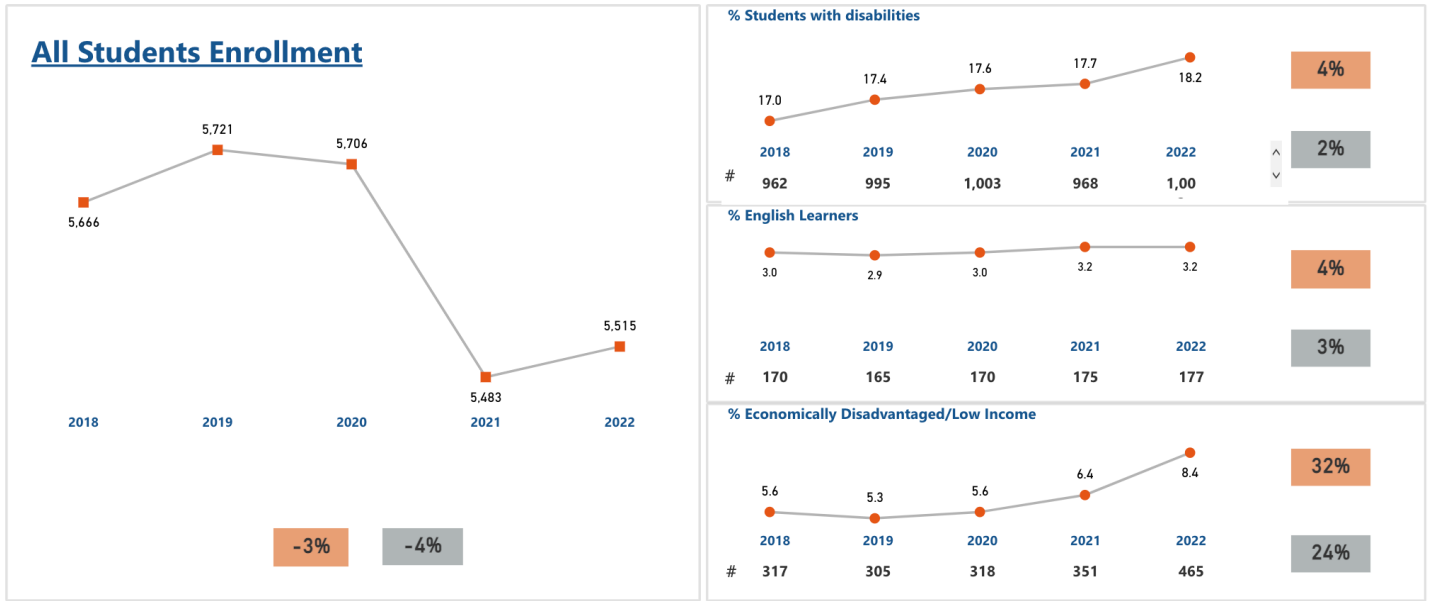 All Students Enrollment
5,666
5,721
5,706
5,483
5,515
2018 2019 2020 2021 2022
-3% -4%
% Students with disabilities
17.0 17.4 17.6 17.7 18.2
4%
2018 2019 2020 2021 2022
2%
# 962 995 1,003 968 1,00
% English Learners
3.0 2.9 3.0 3.2 3.2
4%
2018 2019 2020 2021 2022
3%
# 170 165 170 175 177
% Economically Disadvantaged/Low Income
5.6 5.3 5.6 6.4 8.4
32%
2018 2019 2020 2021 2022
24%
# 317 305 318 351 465